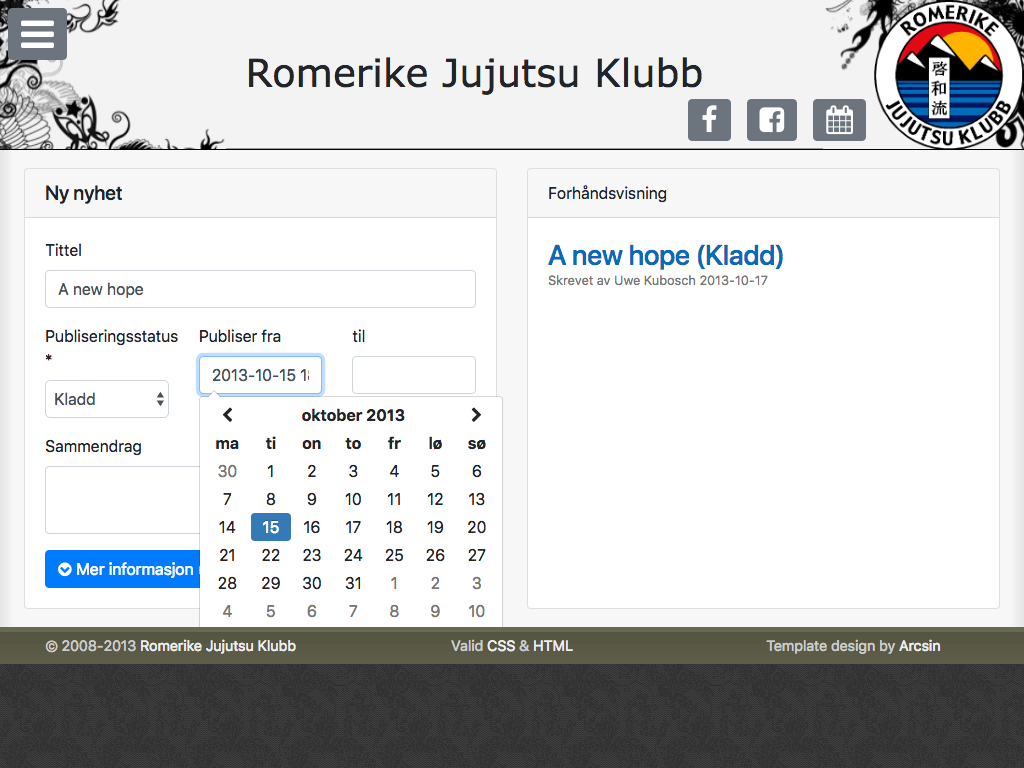 Romerike Jujutsu Klubb
ROMERIKE
啓和流
JUJUTSU KLUBB
Ny nyhet
Tittel
A new hope
Publiseringsstatus
*
Publiser fra
til
2013-10-15 18
Kladd
oktober 2013
ma ti on to fr lø sø
30 1 2 3 4 5 6
7 8 9 10 11 12 13
14 15 16 17 18 19 20
21 22 23 24 25 26 27
28 29 30 31 1 2 3
4 5 6 7 8 9 10
Sammendrag
Mer informasjon
Forhåndsvisning
A new hope (Kladd)
Skrevet av Uwe Kubosch 2013-10-17
© 2008-2013 Romerike Jujutsu Klubb
Valid CSS & HTML
Template design by Arcsin